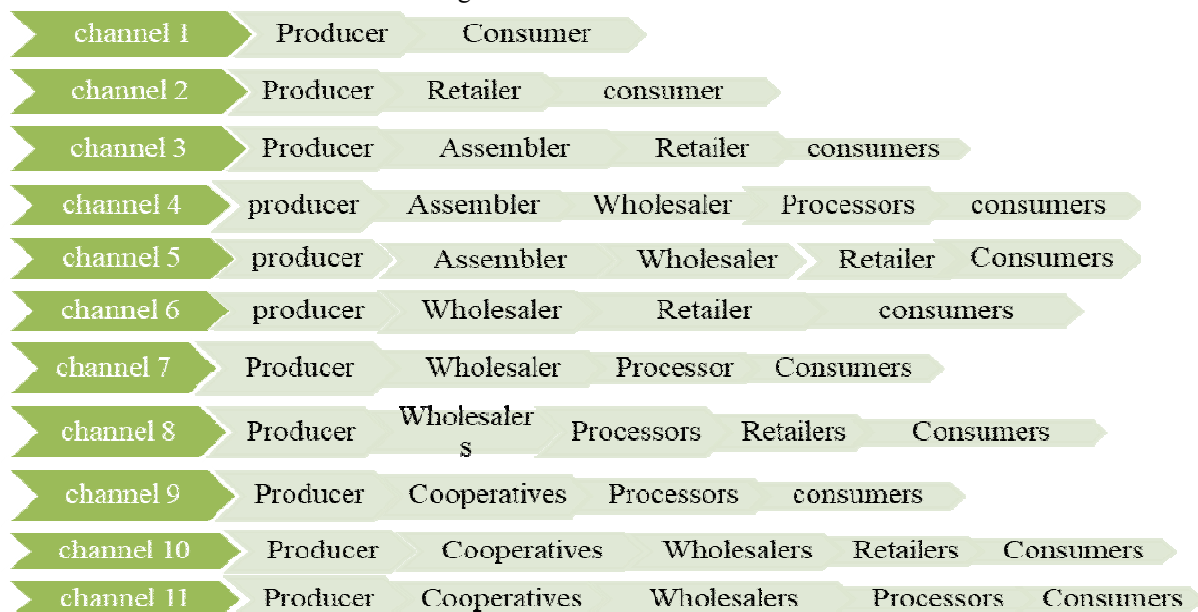 channel 1 Producer Consumer
channel 2 Producer Retailer consumer
channel 3 Producer Assembler Retailer consumers
channel 4 producer Assembler Wholesaler Processors consumers
channel 5 producer Assembler Wholesaler Retailer Consumers
channel 6 producer Wholesaler Retailer consumers
channel 7 Producer Wholesaler Processor Consumers
channel 8 Producer Wholesaler
s Processors Retailers Consumers
channel 9 Producer Cooperatives Processors consumers
channel 10 Producer Cooperatives Wholesalers Retailers Consumers
channel 11 Producer Cooperatives Wholesalers Processors Consumers